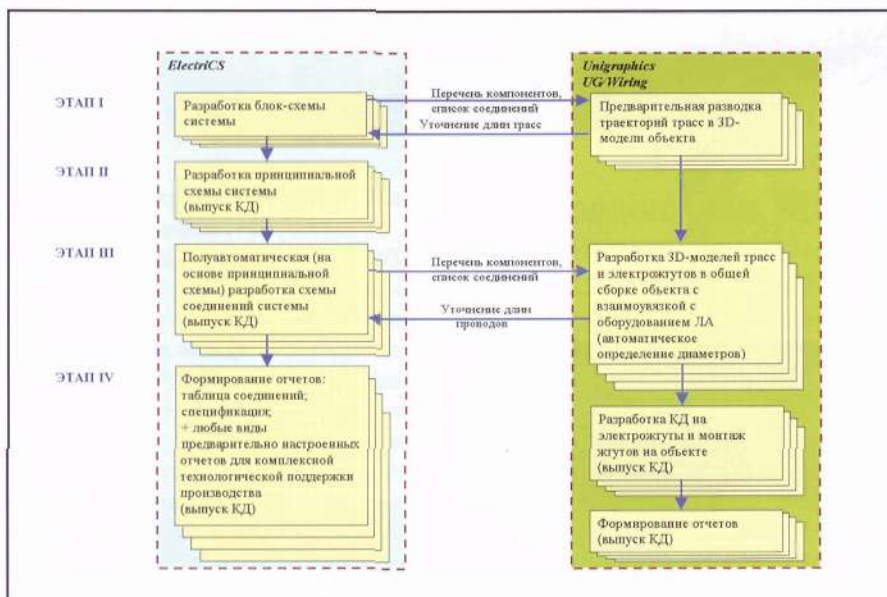 ElectriCS
Unigraphics
UG/Wiring
ЭТАП I
Разработка блок-схемы
системы
Перечень компонентов,
список соединений
Уточнение длин трасс
Предварительная разводка
траекторий трасс в 3D-
модели объекта
ЭТАП II
Разработка принципиальной
схемы системы
(выпуск КД)
ЭТАП III
Полуавтоматическая (на
основе принципиальной
схемы) разработка схемы
соединений системы
(выпуск КД)
Перечень компонентов,
список соединений
Уточнение длин
проводов
Разработка 3D-моделей трасс
и электрожгутов в общей
сборке объекта с
взаимоувязкой с
оборудованием ЛА
(автоматическое
определение диаметров)
ЭТАП IV
Формирование отчетов:
таблица соединений;
спецификация;
+ любые виды
предварительно настроенных
отчетов для комплексной
технологической поддержки
производства
(выпуск КД)
Разработка КД на
электрожгуты и монтаж
жгутов на объекте
(выпуск КД)
Формирование отчетов
(выпуск КД)